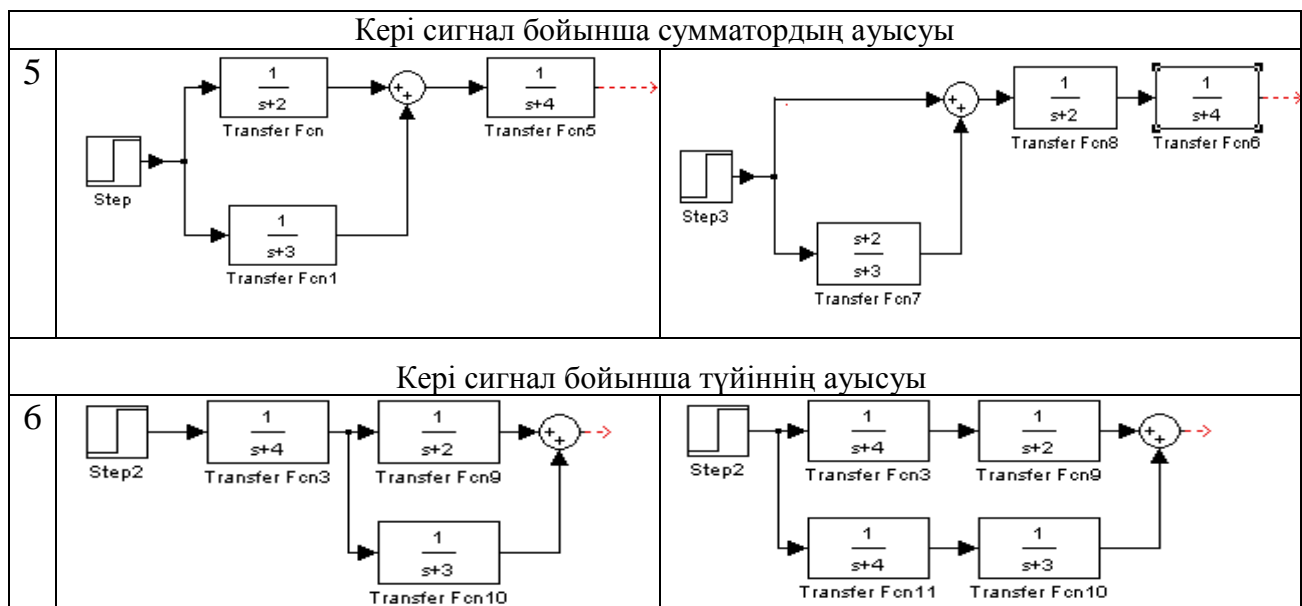 Кері сигнал бойынша сумматордың ауысуы
5
1
s+2
Transfer Fcn
+
+
1
s+4
Transfer Fcn5
Step
1
s+3
Transfer Fcn1
+
+
1
s+2
Transfer Fcn8
1
s+4
Transfer Fcn6
Step3
s+2
s+3
Transfer Fcn7
Кері сигнал бойынша түйіннің ауысуы
6
Step2
1
s+4
Transfer Fcn3
1
s+2
Transfer Fcn9
+
+
1
s+3
Transfer Fcn10
Step2
1
s+4
Transfer Fcn3
1
s+2
Transfer Fcn9
+
+
1
s+4
Transfer Fcn11
1
s+3
Transfer Fcn10